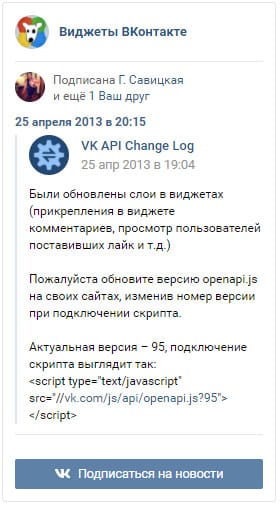 Виджеты ВКонтакте
Подписана Г. Савицкая
и ещё 1 Ваш друг
25 апреля 2013 в 20:15
VK API Change Log
25 апр 2013 в 19:04
Были обновлены слои в виджетах
(прикрепления в виджете
комментариев, просмотр пользователей
поставивших лайк и т.д.)
Пожалуйста обновите версию openapi.js
на своих сайтах, изменив номер версии
при подключении скрипта.
Актуальная версия – 95, подключение
скрипта выглядит так:
<script type="text/javascript"
src="//vk.com/js/api/openapi.js?95">
</script>
Подписаться на новости